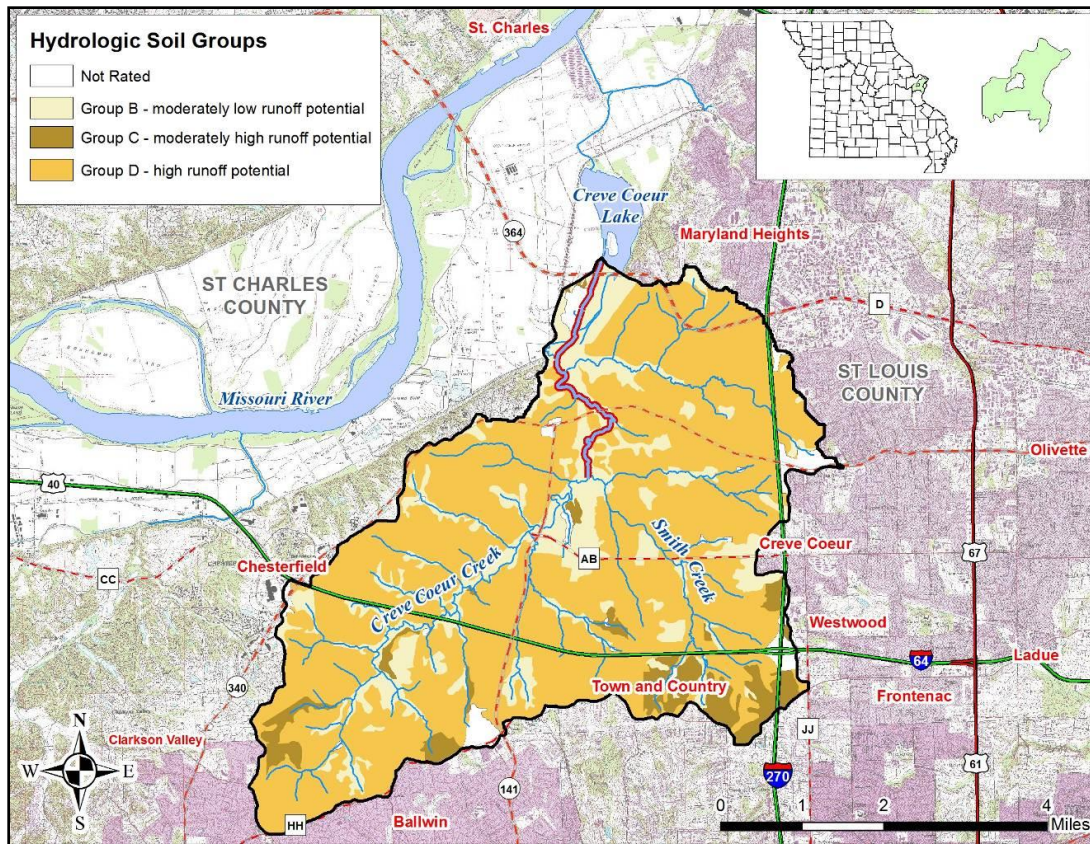 Hydrologic Soil Groups
Not Rated
Group B - moderately low runoff potential
Group C - moderately high runoff potential
Group D - high runoff potential
St. Charles
Creve Coeur
Lake
Maryland Heights
364
ST CHARLES
COUNTY
D
ST LOUIS
COUNTY
Missouri River
Olivette
40
Smith Creek
Creve Coeur
67
AB
CC
Chesterfield
Creve Coeur Creek
Westwood
64
Ladue
Town and Country
Frontenac
340
JJ
Clarkson Valley
N
W
E
S
270
61
141
HH
Ballwin
0
1
2
4
Miles